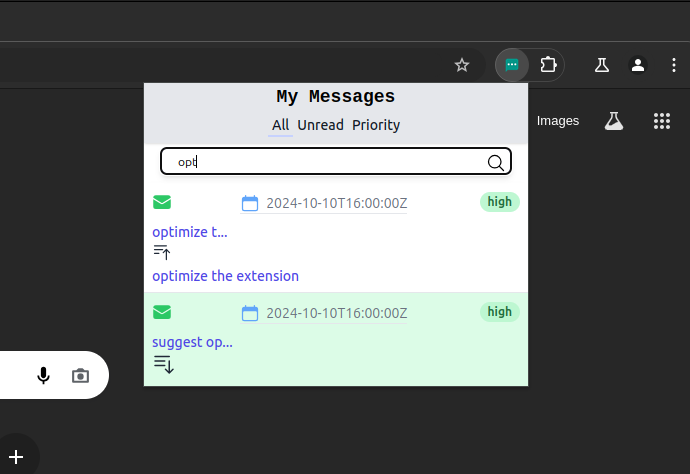 My Messages
All Unread Priority
Images
opt
2024-10-10T16:00:00Z high
optimize t...
optimize the extension
2024-10-10T16:00:00Z high
suggest op...